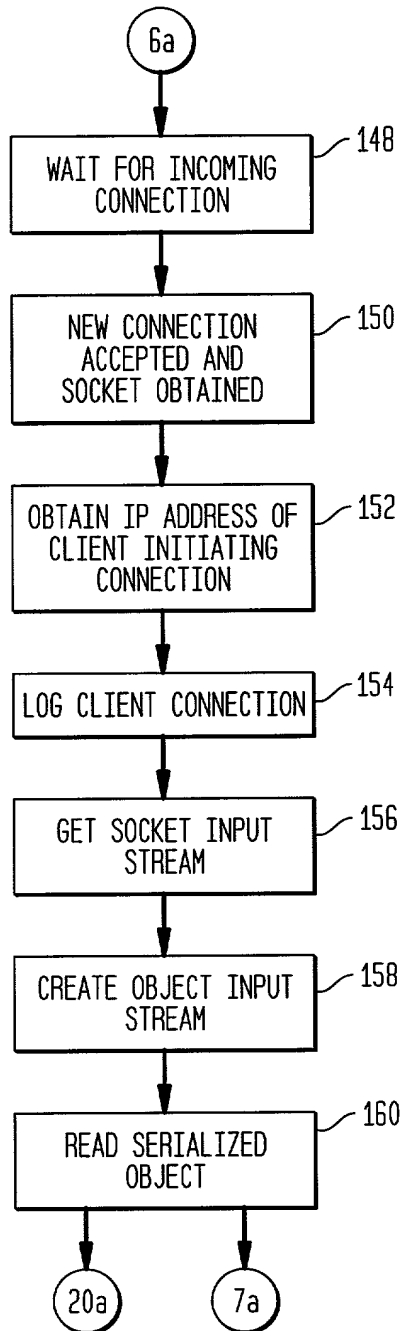 6a
WAIT FOR INCOMING
CONNECTION
148
NEW CONNECTION
ACCEPTED AND
SOCKET OBTAINED
150
OBTAIN IP ADDRESS OF
CLIENT INITIATING
CONNECTION
152
LOG CLIENT CONNECTION
154
GET SOCKET INPUT
STREAM
156
CREATE OBJECT INPUT
STREAM
158
READ SERIALIZED
OBJECT
160
20a
7a